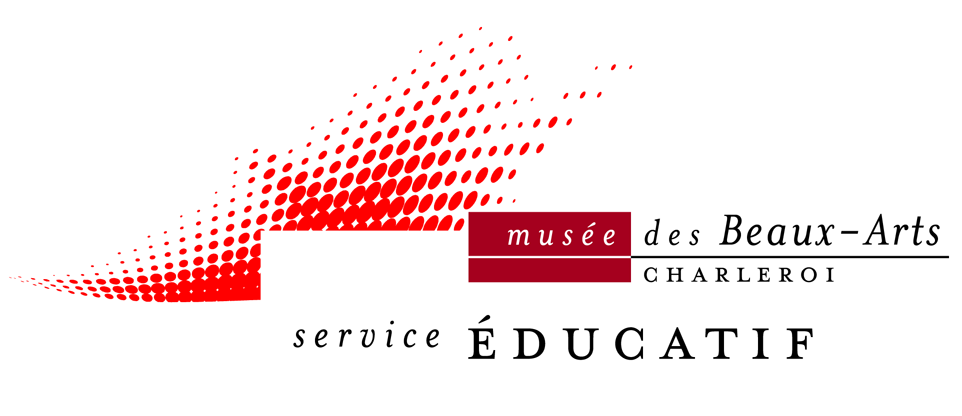 musée des Beaux-Arts
CHARLEROI
service ÉDUCATIF